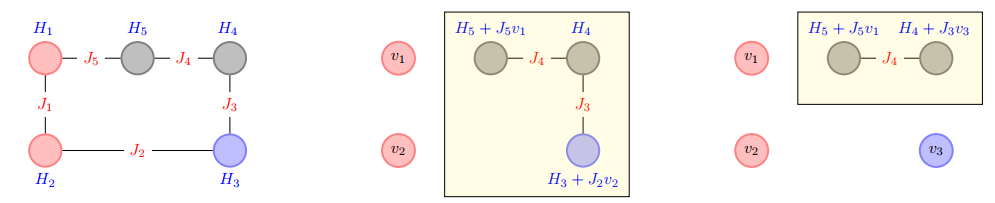 H₁ H₅ H₄
J₅ J₄
J₁ J₃
J₂
H₂ H₃
v₁
v₂
H₅ + J₅v₁ H₄
J₄
J₃
H₃ + J₂v₂
v₁
v₂
H₅ + J₅v₁ H₄ + J₃v₃
J₄
v₃